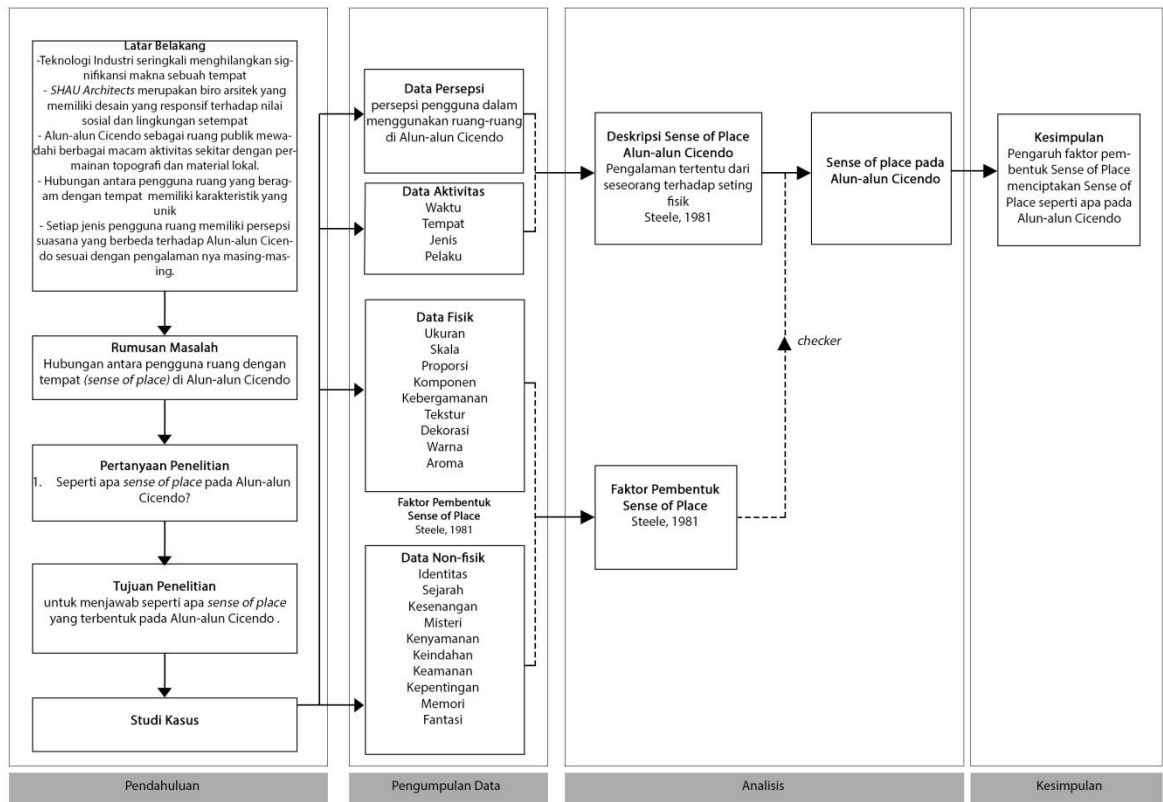 Latar Belakang
-Teknologi Industri seringkali menghilangkan sig-
nifikansi makna sebuah tempat
- SHAU Architects merupakan biro arsitek yang
memiliki desain yang responsif terhadap nilai
sosial dan lingkungan setempat
- Alun-alun Cicendo sebagai ruang publik mewa-
dahi berbagai macam aktivitas sekitar dengan per-
mainan topografi dan material lokal.
- Hubungan antara pengguna ruang yang berag-
am dengan tempat memiliki karakteristik yang
unik
- Setiap jenis pengguna ruang memiliki persepsi
suasana yang berbeda terhadap Alun-alun Cicen-
do sesuai dengan pengalaman nya masing-mas-
ing.
Rumusan Masalah
Hubungan antara pengguna ruang dengan
tempat (sense of place) di Alun-alun Cicendo
Pertanyaan Penelitian
1. Seperti apa sense of place pada Alun-alun
Cicendo?
Tujuan Penelitian
untuk menjawab seperti apa sense of place
yang terbentuk pada Alun-alun Cicendo .
Studi Kasus
Pendahuluan
Data Persepsi
persepsi pengguna dalam
menggunakan ruang-ruang
di Alun-alun Cicendo
Data Aktivitas
Waktu
Tempat
Jenis
Pelaku
Data Fisik
Ukuran
Skala
Proporsi
Komponen
Kebergamanan
Tekstur
Dekorasi
Warna
Aroma
Faktor Pembentuk
Sense of Place
Steele, 1981
Data Non-fisik
Identitas
Sejarah
Kesenangan
Misteri
Kenyamanan
Keindahan
Keamanan
Kepentingan
Memori
Fantasi
Pengumpulan Data
Deskripsi Sense of Place
Alun-alun Cicendo
Pengalaman tertentu dari
seseorang terhadap seting
fisik
Steele, 1981
Sense of place pada
Alun-alun Cicendo
checker
Faktor Pembentuk
Sense of Place
Steele, 1981
Analisis
Kesimpulan
Pengaruh faktor pem-
bentuk Sense of Place
menciptakan Sense of
Place seperti apa pada
Alun-alun Cicendo
Kesimpulan